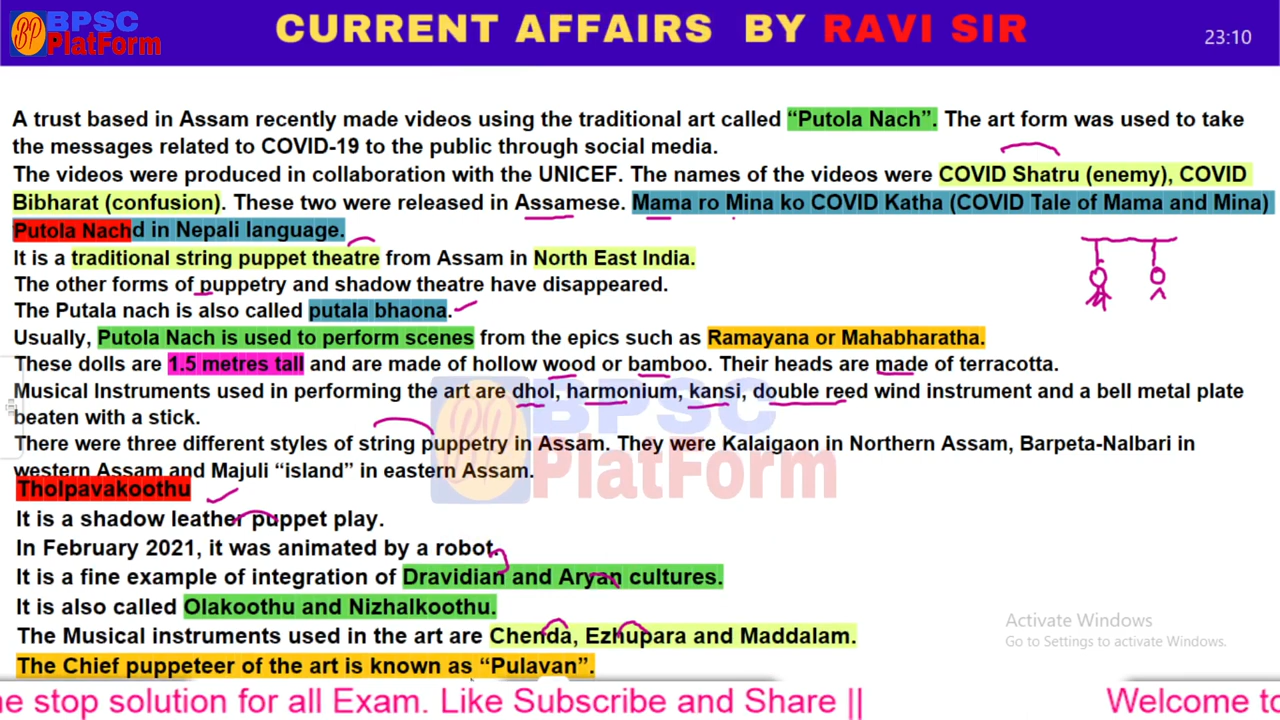 BPSC
PlatForm
CURRENT AFFAIRS BY RAVI SIR
23:10
A trust based in Assam recently made videos using the traditional art called “Putola Nach”. The art form was used to take
the messages related to COVID-19 to the public through social media.
The videos were produced in collaboration with the UNICEF. The names of the videos were COVID Shatru (enemy), COVID
Bibharat (confusion). These two were released in Assamese. Mama ro Mina ko COVID Katha (COVID Tale of Mama and Mina)
Putola Nachd in Nepali language.
It is a traditional string puppet theatre from Assam in North East India.
The other forms of puppetry and shadow theatre have disappeared.
The Putala nach is also called putala bhaona.
Usually, Putola Nach is used to perform scenes from the epics such as Ramayana or Mahabharatha.
These dolls are 1.5 metres tall and are made of hollow wood or bamboo. Their heads are made of terracotta.
Musical Instruments used in performing the art are dhol, harmonium, kansi, double reed wind instrument and a bell metal plate
beaten with a stick.
There were three different styles of string puppetry in Assam. They were Kalaigaon in Northern Assam, Barpeta-Nalbari in
western Assam and Majuli “island” in eastern Assam.
BPSC
PlatForm
Tholpavakoothu
It is a shadow leather puppet play.
In February 2021, it was animated by a robot.
It is a fine example of integration of Dravidian and Aryan cultures.
It is also called Olakoothu and Nizhalkoothu.
The Musical instruments used in the art are Chenda, Ezhupara and Maddalam.
The Chief puppeteer of the art is known as “Pulavan”.
Activate Windows
Go to Settings to activate Windows.
ne stop solution for all Exam. Like Subscribe and Share || Welcome to